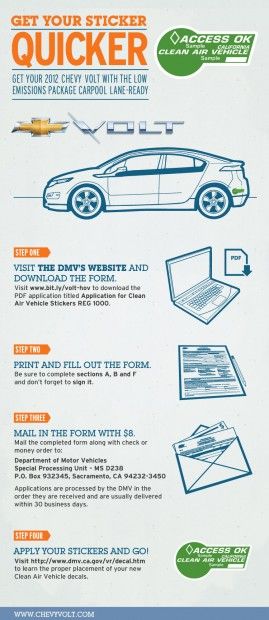 GET YOUR STICKER
QUICKER
GET YOUR 2012 CHEVY VOLT WITH THE LOW
EMISSIONS PACKAGE CARPOOL LANE-READY
ACCESS OK
Sample CALIFORNIA
CLEAN AIR VEHICLE
Sample
VOLT
STEP ONE
VISIT THE DMV'S WEBSITE AND
DOWNLOAD THE FORM.
Visit www.bit.ly/volt-hov to download the
PDF application titled Application for Clean
Air Vehicle Stickers REG 1000.
PDF
STEP TWO
PRINT AND FILL OUT THE FORM.
Be sure to complete sections A, B and F
and don't forget to sign it.
STEP THREE
MAIL IN THE FORM WITH $8.
Mail the completed form along with check or
money order to:
Department of Motor Vehicles
Special Processing Unit - MS D238
P.O. Box 932345, Sacramento, CA 94232-3450
Applications are processed by the DMV in the
order they are received and are usually delivered
within 30 business days.
STEP FOUR
APPLY YOUR STICKERS AND GO!
Visit http://www.dmv.ca.gov/vr/decal.htm
to learn the proper placement of your new
Clean Air Vehicle decals.
ACCESS OK
Sample CALIFORNIA
CLEAN AIR VEHICLE
Sample
WWW.CHEVYVOLT.COM